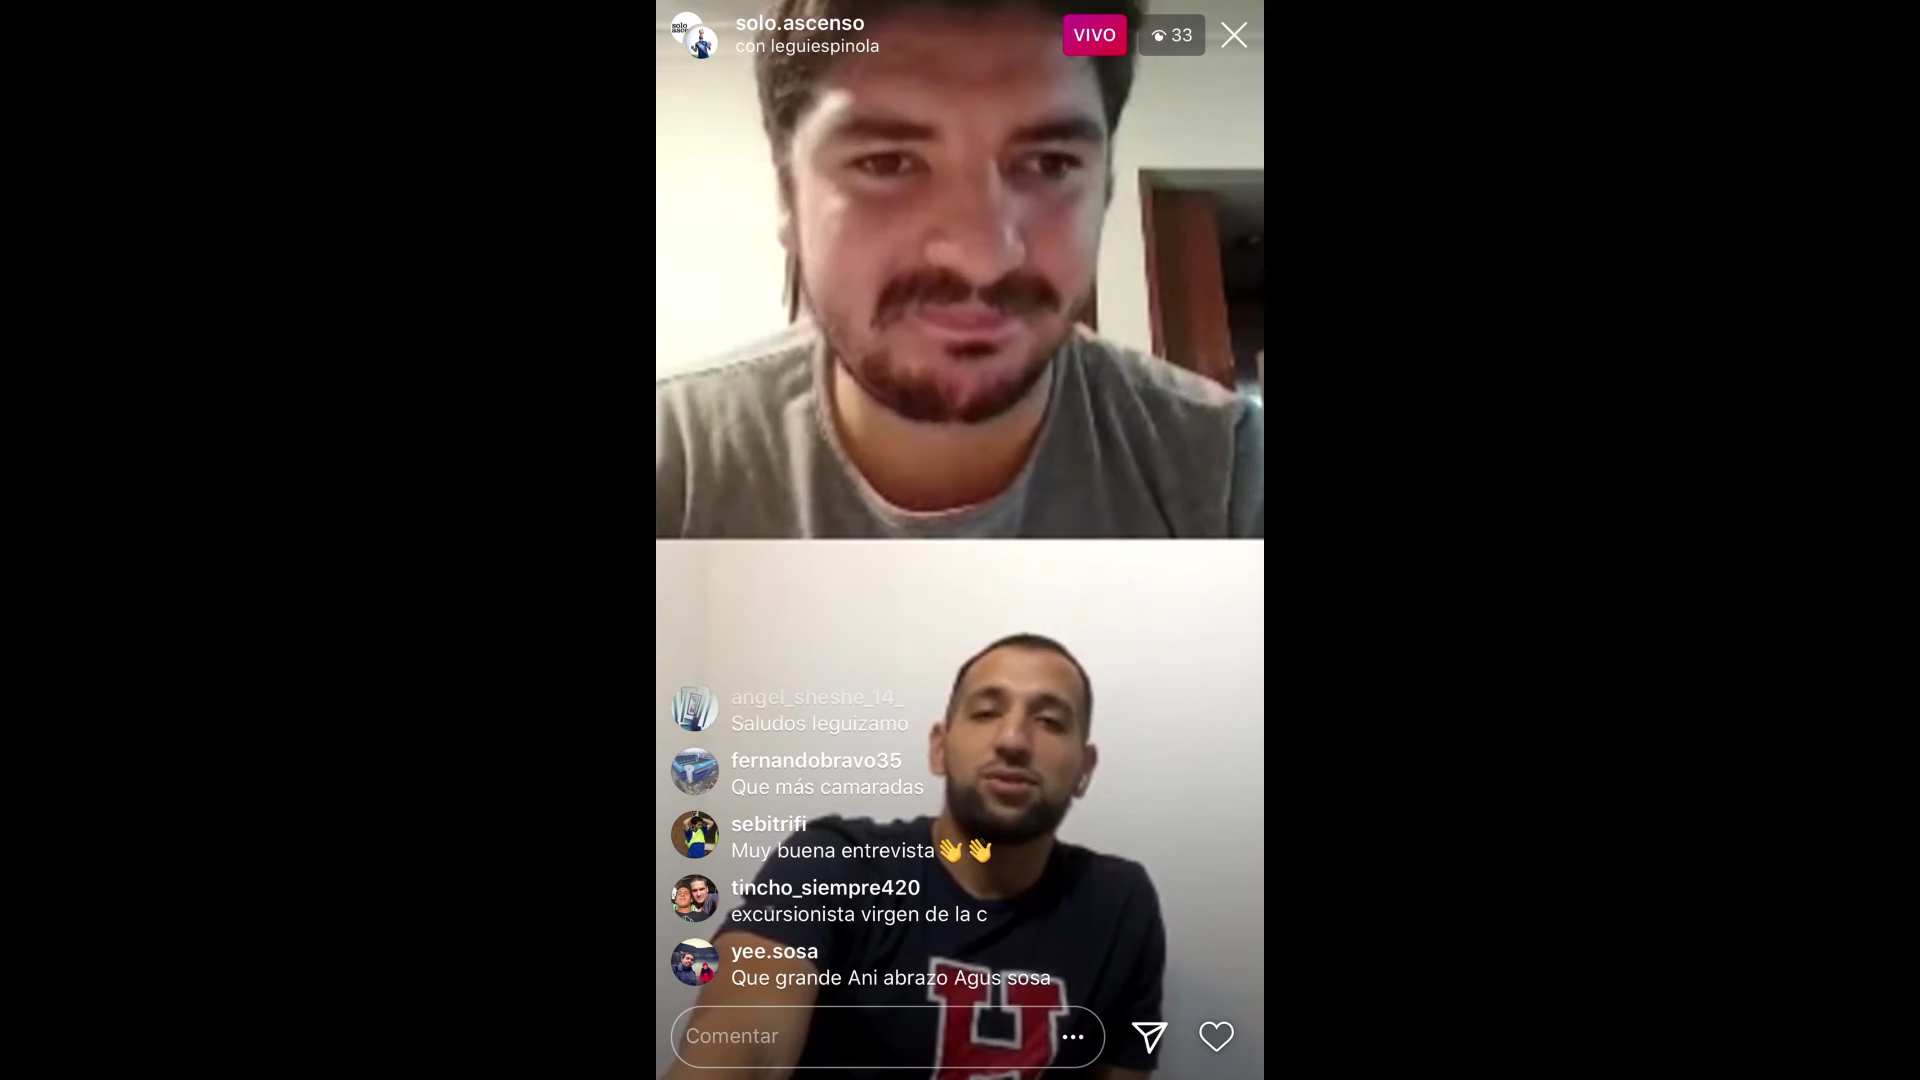 solo.ascenso
con leguiespinola
VIVO
33
angel_sheshe_14_
Saludos leguizamo
fernandobravo35
Que más camaradas
sebitrifi
Muy buena entrevista👋👋
tincho_siempre420
excursionista virgen de la c
yee.sosa
Que grande Ani abrazo Agus sosa
Comentar